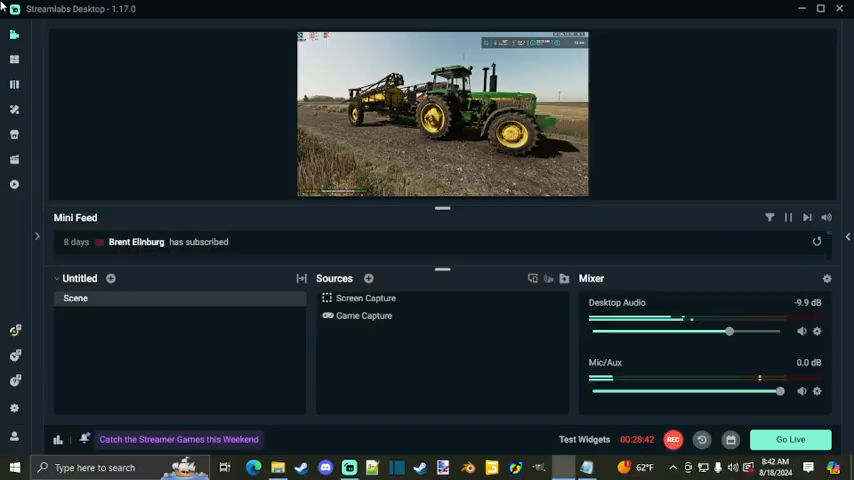 Streamlabs Desktop - 1.17.0
Mini Feed
8 days Brent Elinburg has subscribed
Untitled
Sources
Mixer
Scene
Screen Capture
Game Capture
Desktop Audio -9.9 dB
Mic/Aux 0.0 dB
Catch the Streamer Games this Weekend
Test Widgets 00:28:42 REC Go Live
Type here to search
62°F
8:42 AM
8/18/2024